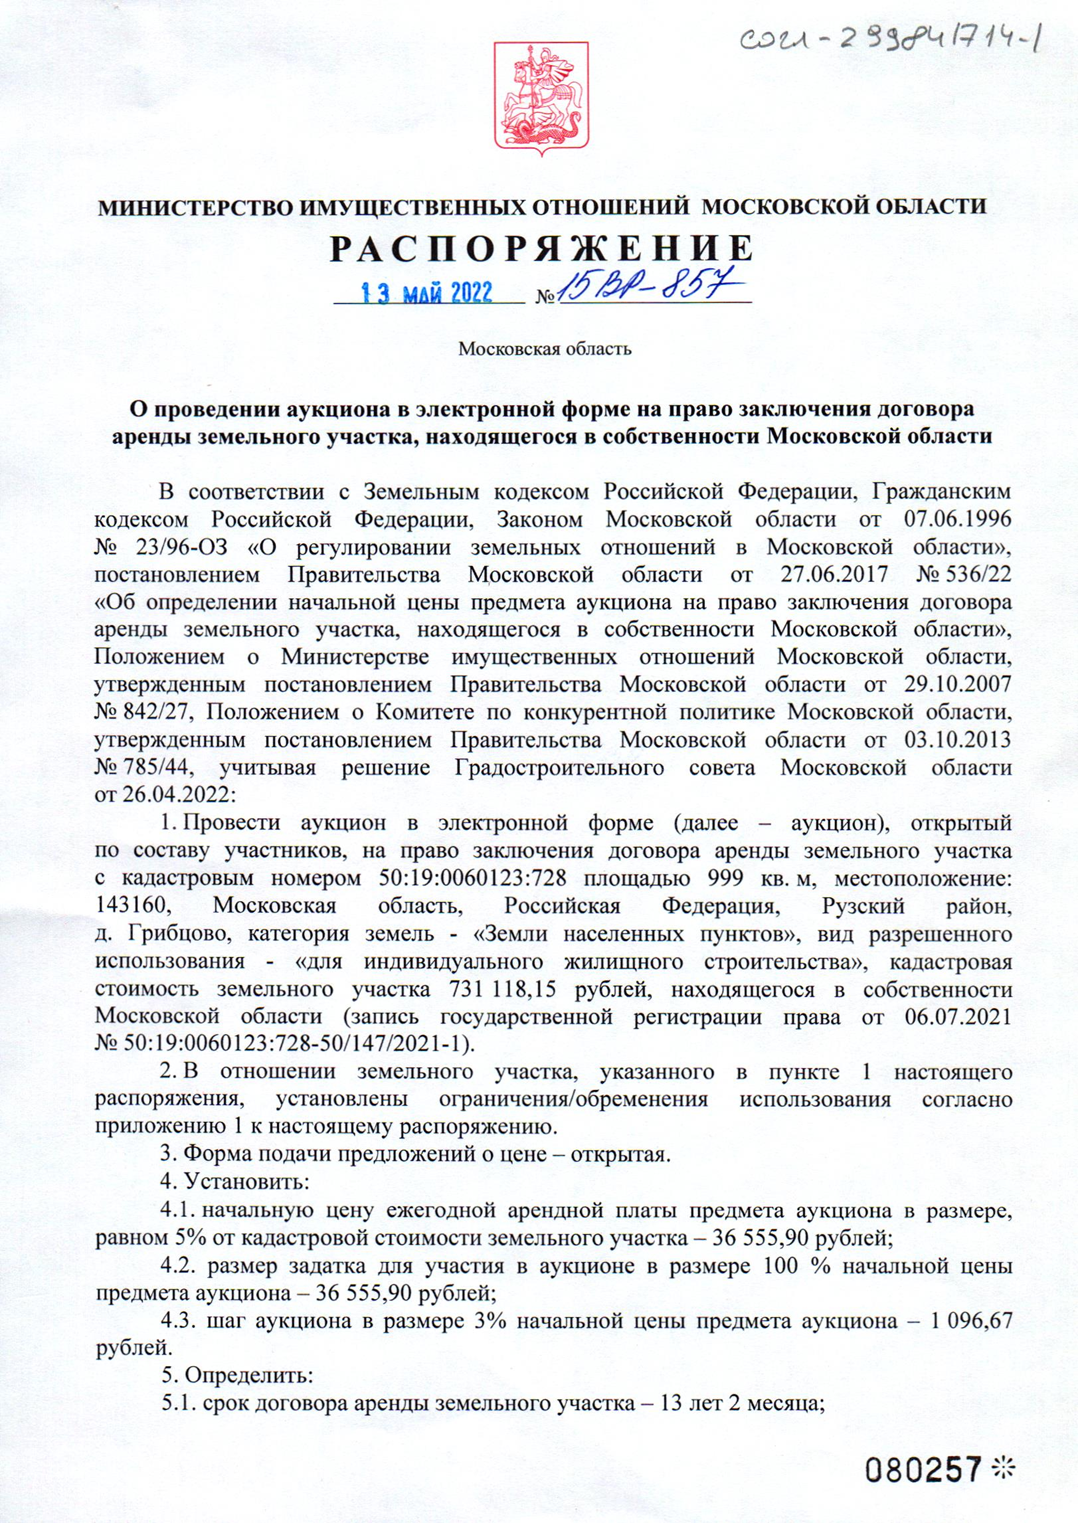 согл-299841714-1
МИНИСТЕРСТВО ИМУЩЕСТВЕННЫХ ОТНОШЕНИЙ МОСКОВСКОЙ ОБЛАСТИ
РАСПОРЯЖЕНИЕ
13 МАЙ 2022 № 15ВР-857
Московская область
О проведении аукциона в электронной форме на право заключения договора
аренды земельного участка, находящегося в собственности Московской области
В соответствии с Земельным кодексом Российской Федерации, Гражданским
кодексом Российской Федерации, Законом Московской области от 07.06.1996
№ 23/96-ОЗ «О регулировании земельных отношений в Московской области»,
постановлением Правительства Московской области от 27.06.2017 № 536/22
«Об определении начальной цены предмета аукциона на право заключения договора
аренды земельного участка, находящегося в собственности Московской области»,
Положением о Министерстве имущественных отношений Московской области,
утвержденным постановлением Правительства Московской области от 29.10.2007
№ 842/27, Положением о Комитете по конкурентной политике Московской области,
утвержденным постановлением Правительства Московской области от 03.10.2013
№ 785/44, учитывая решение Градостроительного совета Московской области
от 26.04.2022:
1. Провести аукцион в электронной форме (далее – аукцион), открытый
по составу участников, на право заключения договора аренды земельного участка
с кадастровым номером 50:19:0060123:728 площадью 999 кв. м, местоположение:
143160, Московская область, Российская Федерация, Рузский район,
д. Грибцово, категория земель - «Земли населенных пунктов», вид разрешенного
использования - «для индивидуального жилищного строительства», кадастровая
стоимость земельного участка 731 118,15 рублей, находящегося в собственности
Московской области (запись государственной регистрации права от 06.07.2021
№ 50:19:0060123:728-50/147/2021-1).
2. В отношении земельного участка, указанного в пункте 1 настоящего
распоряжения, установлены ограничения/обременения использования согласно
приложению 1 к настоящему распоряжению.
3. Форма подачи предложений о цене – открытая.
4. Установить:
4.1. начальную цену ежегодной арендной платы предмета аукциона в размере,
равном 5% от кадастровой стоимости земельного участка – 36 555,90 рублей;
4.2. размер задатка для участия в аукционе в размере 100 % начальной цены
предмета аукциона – 36 555,90 рублей;
4.3. шаг аукциона в размере 3% начальной цены предмета аукциона – 1 096,67
рублей.
5. Определить:
5.1. срок договора аренды земельного участка – 13 лет 2 месяца;
080257